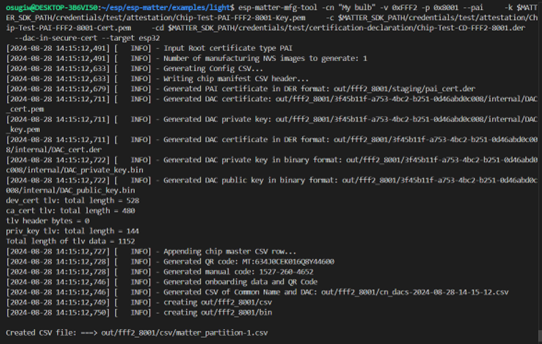 osugix@DESKTOP-3B6VIS0:~/esp/esp-matter/examples/light$ esp-matter-mfg-tool -cn "My bulb" -v 0xFFF2 -p 0x8001 --pai -k $MATT
ER_SDK_PATH/credentials/test/attestation/Chip-Test-PAI-FFF2-8001-Key.pem -c $MATTER_SDK_PATH/credentials/test/attestation/Ch
ip-Test-PAI-FFF2-8001-Cert.pem -cd $MATTER_SDK_PATH/credentials/test/certification-declaration/Chip-Test-CD-FFF2-8001.der
--dac-in-secure-cert --target esp32
[2024-08-28 14:15:12,491] [ INFO] - Input Root certificate type PAI
[2024-08-28 14:15:12,491] [ INFO] - Number of manufacturing NVS images to generate: 1
[2024-08-28 14:15:12,633] [ INFO] - Generating Config CSV...
[2024-08-28 14:15:12,633] [ INFO] - Writing chip manifest CSV header...
[2024-08-28 14:15:12,679] [ INFO] - Generated PAI certificate in DER format: out/fff2_8001/staging/pai_cert.der
[2024-08-28 14:15:12,711] [ INFO] - Generated DAC certificate: out/fff2_8001/3f45b11f-a753-4bc2-b251-0d46abd0c008/internal/DAC
_cert.pem
[2024-08-28 14:15:12,711] [ INFO] - Generated DAC private key: out/fff2_8001/3f45b11f-a753-4bc2-b251-0d46abd0c008/internal/DAC
_key.pem
[2024-08-28 14:15:12,711] [ INFO] - Generated DAC certificate in DER format: out/fff2_8001/3f45b11f-a753-4bc2-b251-0d46abd0c0
08/internal/DAC_cert.der
[2024-08-28 14:15:12,722] [ INFO] - Generated DAC private key in binary format: out/fff2_8001/3f45b11f-a753-4bc2-b251-0d46abd
0c008/internal/DAC_private_key.bin
[2024-08-28 14:15:12,722] [ INFO] - Generated DAC public key in binary format: out/fff2_8001/3f45b11f-a753-4bc2-b251-0d46abd0
c008/internal/DAC_public_key.bin
dev_cert tlv: total length = 528
ca_cert tlv: total length = 480
tlv header bytes = 0
priv_key tlv: total length = 144
Total length of tlv data = 1152
[2024-08-28 14:15:12,727] [ INFO] - Appending chip master CSV row...
[2024-08-28 14:15:12,728] [ INFO] - Generated QR code: MT:634J0CEK016QBY44600
[2024-08-28 14:15:12,728] [ INFO] - Generated manual code: 1527-260-4652
[2024-08-28 14:15:12,746] [ INFO] - Generated onboarding data and QR Code
[2024-08-28 14:15:12,746] [ INFO] - Generated CSV of Common Name and DAC: out/fff2_8001/cn_dacs-2024-08-28-14-15-12.csv
[2024-08-28 14:15:12,749] [ INFO] - creating out/fff2_8001/csv
[2024-08-28 14:15:12,750] [ INFO] - creating out/fff2_8001/bin
Created CSV file: ===> out/fff2_8001/csv/matter_partition-1.csv